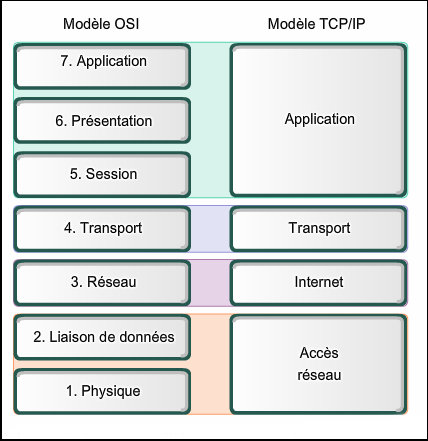 Modèle OSI
Modèle TCP/IP
7. Application
6. Présentation
5. Session
Application
4. Transport
Transport
3. Réseau
Internet
2. Liaison de données
1. Physique
Accès
réseau